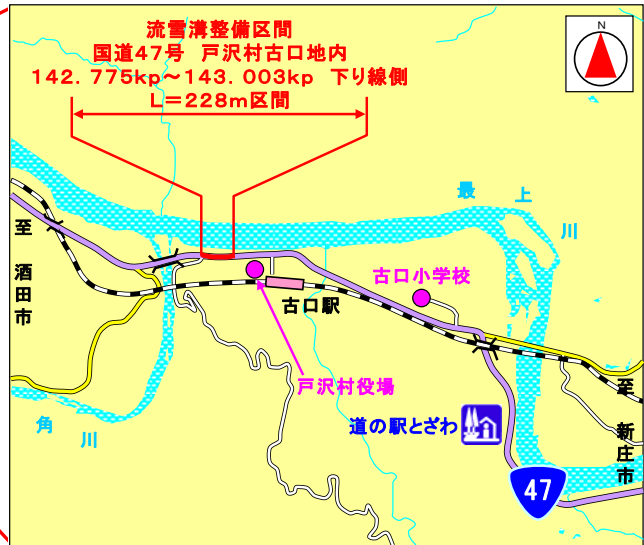 流雪溝整備区間
国道47号 戸沢村古口地内
142. 775kp～143. 003kp 下り線側
L＝228m区間
N
最上川
至 酒田市
古口小学校
古口駅
戸沢村役場
至 新庄市
角川
道の駅とざわ
47